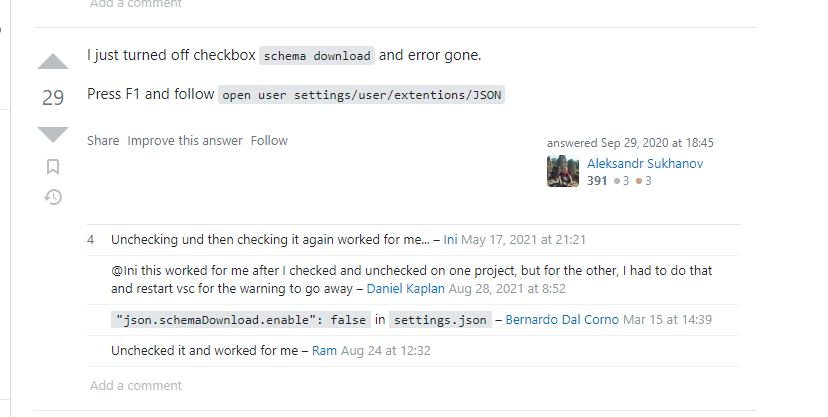 Add a comment
I just turned off checkbox schema download and error gone.
29
Press F1 and follow open user settings/user/extentions/JSON
Share Improve this answer Follow
answered Sep 29, 2020 at 18:45
Aleksandr Sukhanov
391 3 3
4 Unchecking und then checking it again worked for me... – Ini May 17, 2021 at 21:21
@Ini this worked for me after I checked and unchecked on one project, but for the other, I had to do that
and restart vsc for the warning to go away – Daniel Kaplan Aug 28, 2021 at 8:52
"json.schemaDownload.enable": false in settings.json – Bernardo Dal Corno Mar 15 at 14:39
Unchecked it and worked for me – Ram Aug 24 at 12:32
Add a comment